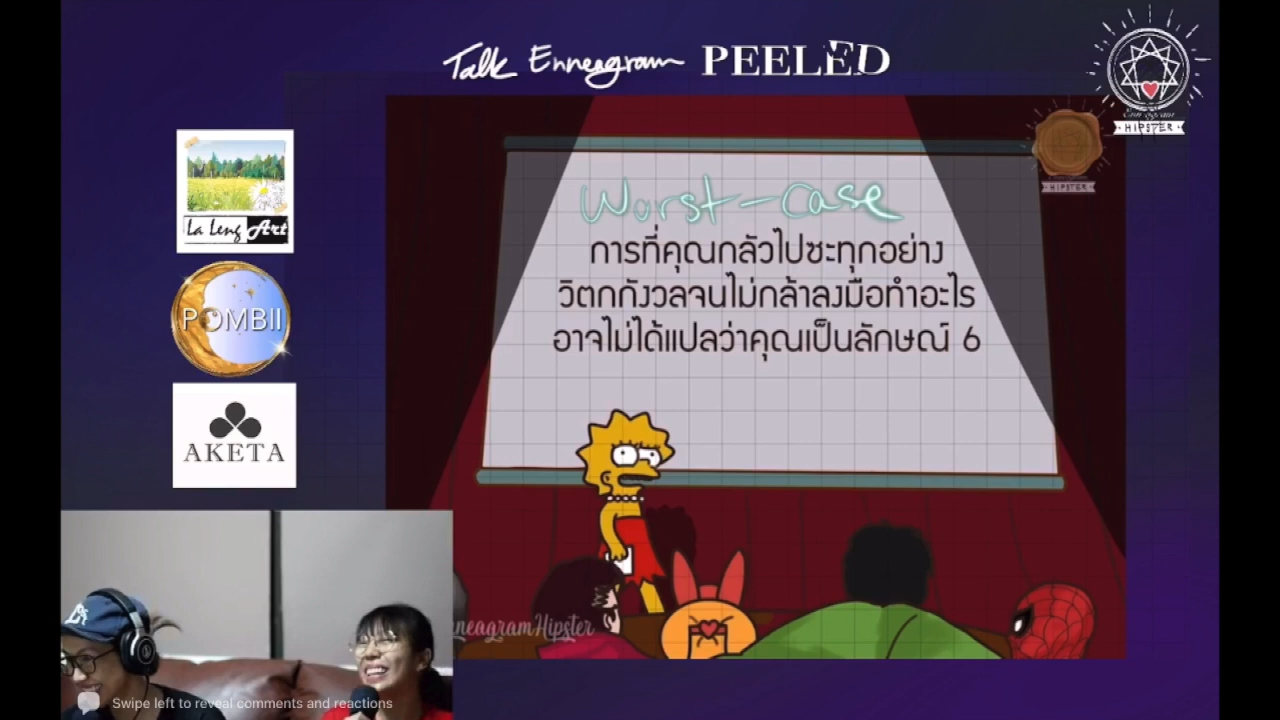 Talk Enneagram PEELED
Enneagram
HIPSTER
HIPSTER
La Leng Art
POMBII
AKETA
Worst-case
การที่คุณกลัวไปซะทุกอย่าง
วิตกกังวลจนไม่กล้าลงมือทำอะไร
อาจไม่ได้แปลว่าคุณเป็นลักษณ์ 6
neagramHipster
Swipe left to reveal comments and reactions